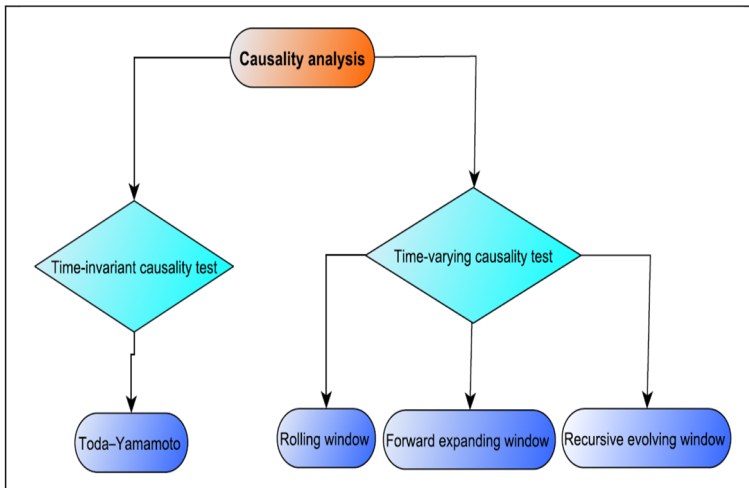 Causality analysis
Time-invariant causality test
Time-varying causality test
Toda–Yamamoto
Rolling window
Forward expanding window
Recursive evolving window